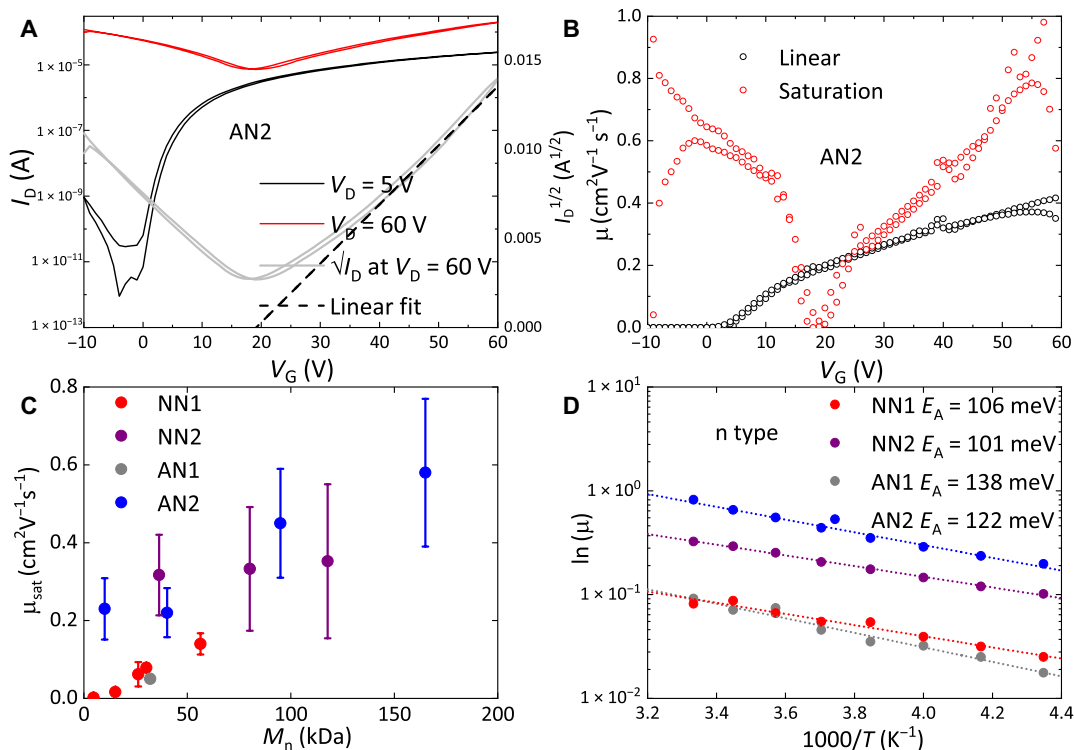 A
1 × 10⁻⁵
1 × 10⁻⁷
1 × 10⁻⁹
1 × 10⁻¹¹
1 × 10⁻¹³
I_D (A)
AN2
V_D = 5 V
V_D = 60 V
√I_D at V_D = 60 V
Linear fit
0.015
0.010
0.005
0.000
I_D^1/2 (A^1/2)
−10 0 10 20 30 40 50 60
V_G (V)
B
1.0
0.8
0.6
0.4
0.2
0.0
μ (cm²V⁻¹ s⁻¹)
Linear
Saturation
AN2
−10 0 10 20 30 40 50 60
V_G (V)
C
0.8
0.6
0.4
0.2
0.0
μ_sat (cm²V⁻¹s⁻¹)
NN1
NN2
AN1
AN2
0 50 100 150 200
M_n (kDa)
D
1 × 10¹
1 × 10⁰
1 × 10⁻¹
1 × 10⁻²
ln (μ)
n type
NN1 E_A = 106 meV
NN2 E_A = 101 meV
AN1 E_A = 138 meV
AN2 E_A = 122 meV
3.2 3.4 3.6 3.8 4.0 4.2 4.4
1000/T (K⁻¹)